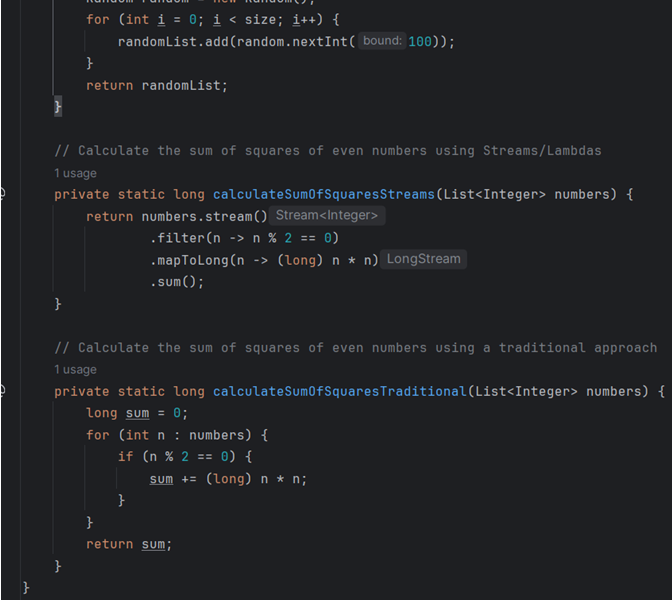 Random random = new Random();
for (int i = 0; i < size; i++) {
randomList.add(random.nextInt( bound: 100));
}
return randomList;
}
// Calculate the sum of squares of even numbers using Streams/Lambdas
1 usage
private static long calculateSumOfSquaresStreams(List<Integer> numbers) {
return numbers.stream() Stream<Integer>
.filter(n -> n % 2 == 0)
.mapToLong(n -> (long) n * n) LongStream
.sum();
}
// Calculate the sum of squares of even numbers using a traditional approach
1 usage
private static long calculateSumOfSquaresTraditional(List<Integer> numbers) {
long sum = 0;
for (int n : numbers) {
if (n % 2 == 0) {
sum += (long) n * n;
}
}
return sum;
}
}